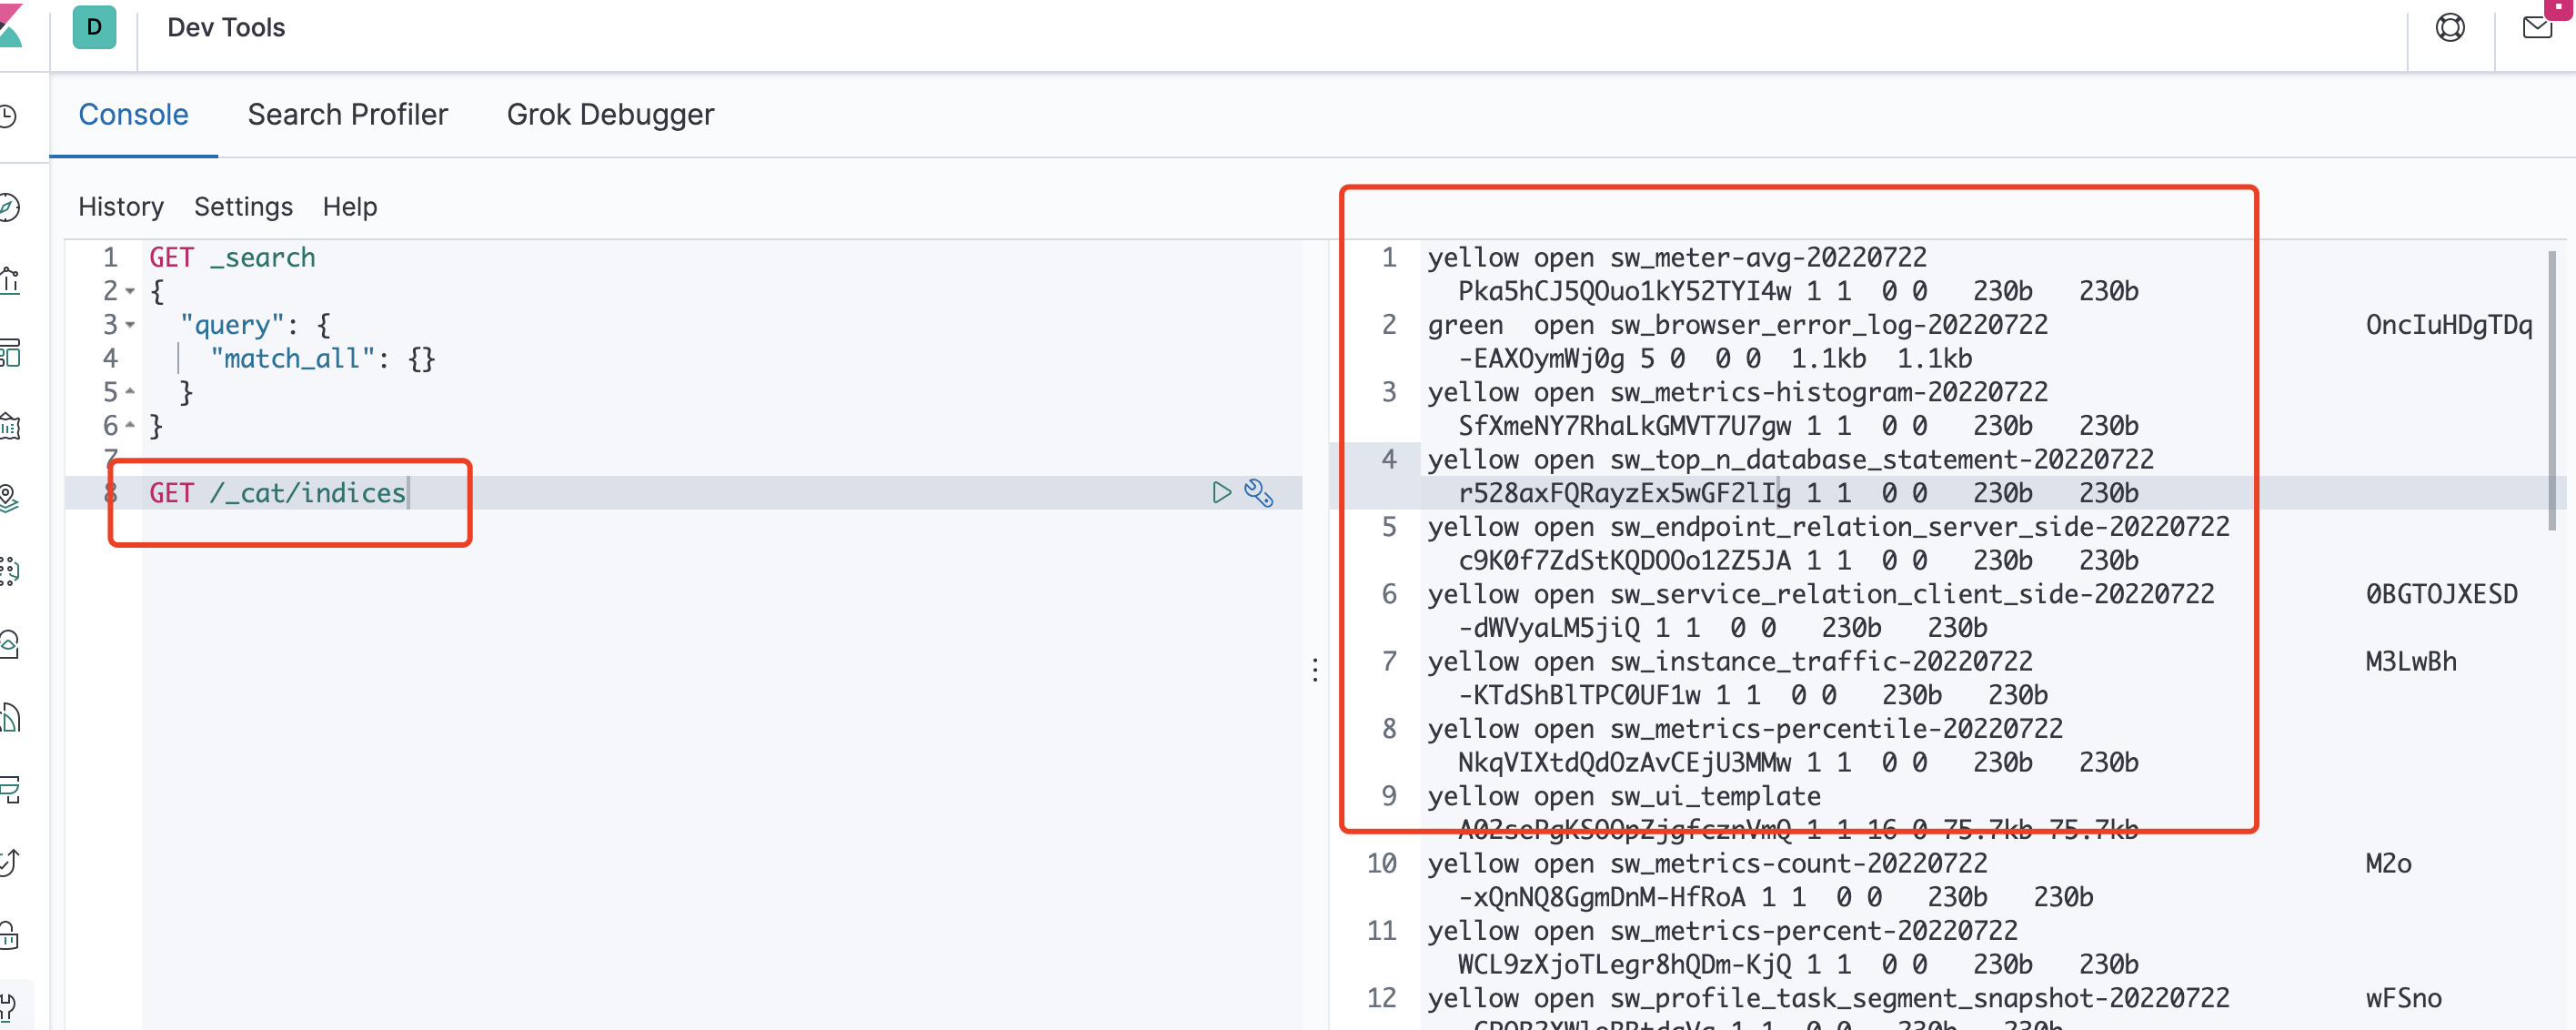 D Dev Tools
Console Search Profiler Grok Debugger
History Settings Help
1 GET _search
2 {
3 "query": {
4 "match_all": {}
5 }
6 }
7
8 GET /_cat/indices
1 yellow open sw_meter-avg-20220722
Pka5hCJ5QOuo1kY52TYI4w 1 1 0 0 230b 230b
2 green open sw_browser_error_log-20220722 OncIuHDgTDq
-EAXOymWj0g 5 0 0 0 1.1kb 1.1kb
3 yellow open sw_metrics-histogram-20220722
SfXmeNY7RhaLkGMVT7U7gw 1 1 0 0 230b 230b
4 yellow open sw_top_n_database_statement-20220722
r528axFQRayzEx5wGF2lIg 1 1 0 0 230b 230b
5 yellow open sw_endpoint_relation_server_side-20220722
c9K0f7ZdStKQDOOo12Z5JA 1 1 0 0 230b 230b
6 yellow open sw_service_relation_client_side-20220722 0BGTOJXESD
-dWVyaLM5jiQ 1 1 0 0 230b 230b
7 yellow open sw_instance_traffic-20220722 M3LwBh
-KTdShBlTPC0UF1w 1 1 0 0 230b 230b
8 yellow open sw_metrics-percentile-20220722
NkqVIXtdQdOzAvCEjU3MMw 1 1 0 0 230b 230b
9 yellow open sw_ui_template
1 1 16 0 75.7kb 75.7kb
10 yellow open sw_metrics-count-20220722 M2o
-xQnNQ8GgmDnM-HfRoA 1 1 0 0 230b 230b
11 yellow open sw_metrics-percent-20220722
WCL9zXjoTLegr8hQDm-KjQ 1 1 0 0 230b 230b
12 yellow open sw_profile_task_segment_snapshot-20220722 wFSno
1 1 0 0 230b 230b